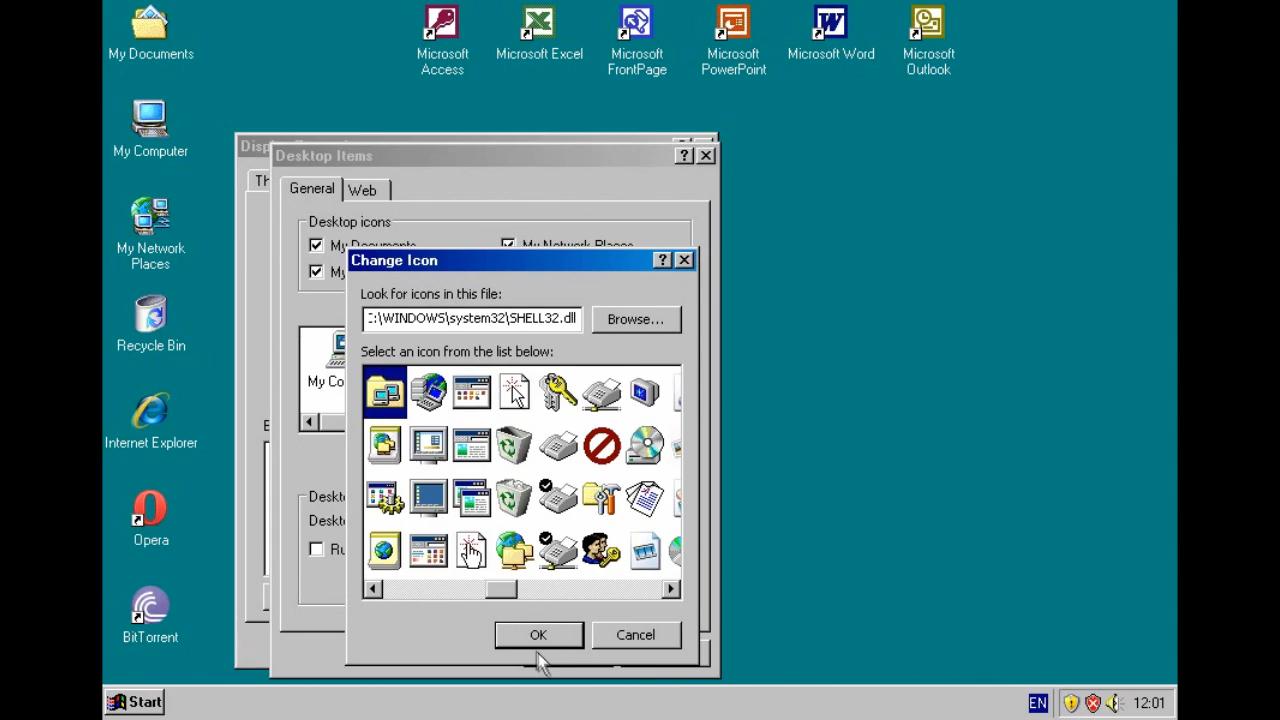 My Documents
Microsoft
Access
Microsoft Excel
Microsoft
FrontPage
Microsoft
PowerPoint
Microsoft Word
Microsoft
Outlook
My Computer
My Network
Places
Recycle Bin
Internet Explorer
Opera
BitTorrent
Disp
Th
Desktop Items
General
Web
Desktop icons
My Documents
My Network Places
My
My Co
Deskt
Deskto
Ru
Change Icon
Look for icons in this file:
C:\WINDOWS\system32\SHELL32.dll
Browse...
Select an icon from the list below:
OK
Cancel
Start
EN
12:01